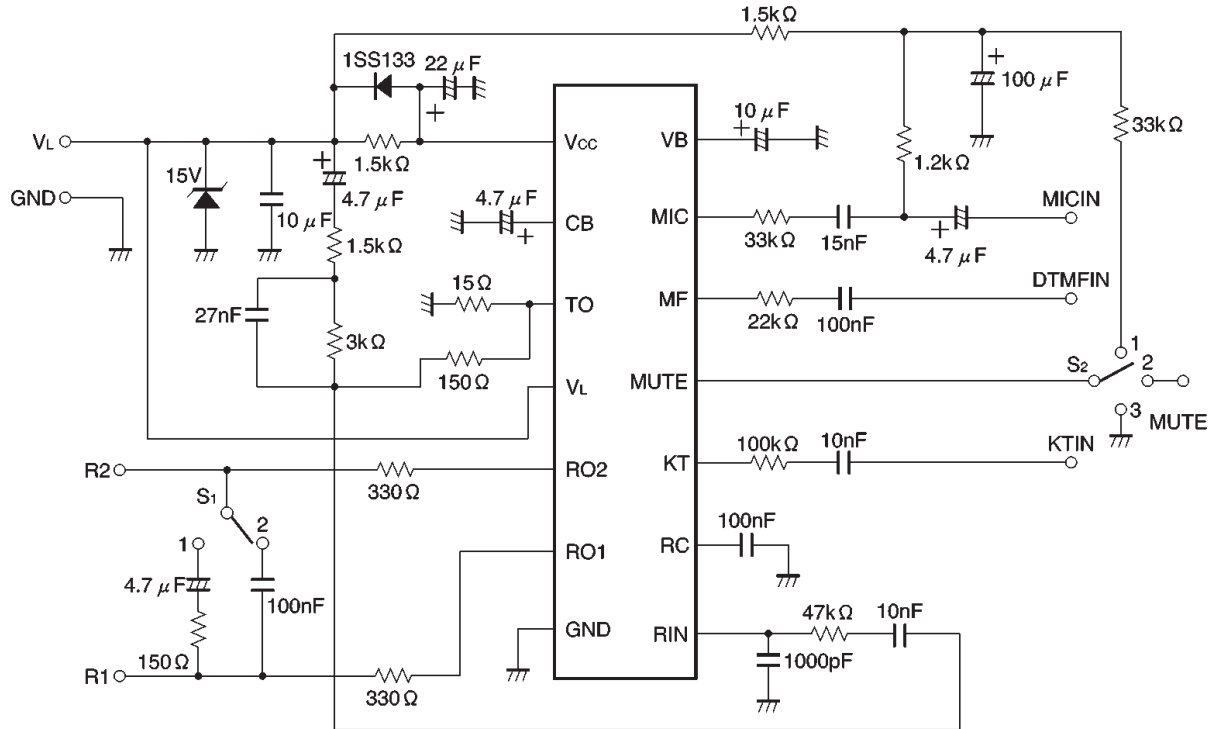 1.5kΩ
1SS133
22 μF
+
+
100 μF
33kΩ
VL
15V
10 μF
1.5kΩ
+
4.7 μF
VCC
VB
10 μF
+
1.2kΩ
GND
4.7 μF
+
CB
MIC
33kΩ
15nF
+
4.7 μF
MICIN
1.5kΩ
27nF
3kΩ
15Ω
TO
150Ω
MF
22kΩ
100nF
DTMFIN
VL
MUTE
S2
1
2
3
MUTE
R2
330Ω
RO2
KT
100kΩ
10nF
KTIN
S1
1
2
4.7 μF
100nF
150Ω
RO1
RC
100nF
GND
RIN
47kΩ
10nF
1000pF
R1
330Ω